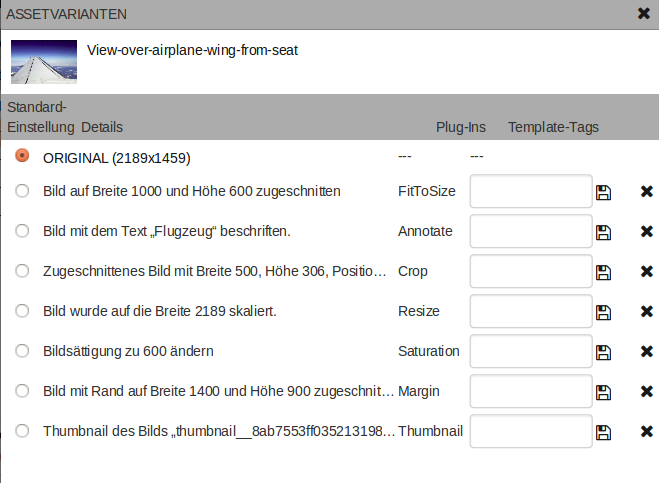 ASSETVARIANTEN
View-over-airplane-wing-from-seat
Standard-
Einstellung Details Plug-Ins Template-Tags
ORIGINAL (2189x1459) --- ---
Bild auf Breite 1000 und Höhe 600 zugeschnitten FitToSize
Bild mit dem Text „Flugzeug“ beschriften. Annotate
Zugeschnittenes Bild mit Breite 500, Höhe 306, Positio… Crop
Bild wurde auf die Breite 2189 skaliert. Resize
Bildsättigung zu 600 ändern Saturation
Bild mit Rand auf Breite 1400 und Höhe 900 zugeschnit… Margin
Thumbnail des Bilds „thumbnail__8ab7553ff035213198… Thumbnail